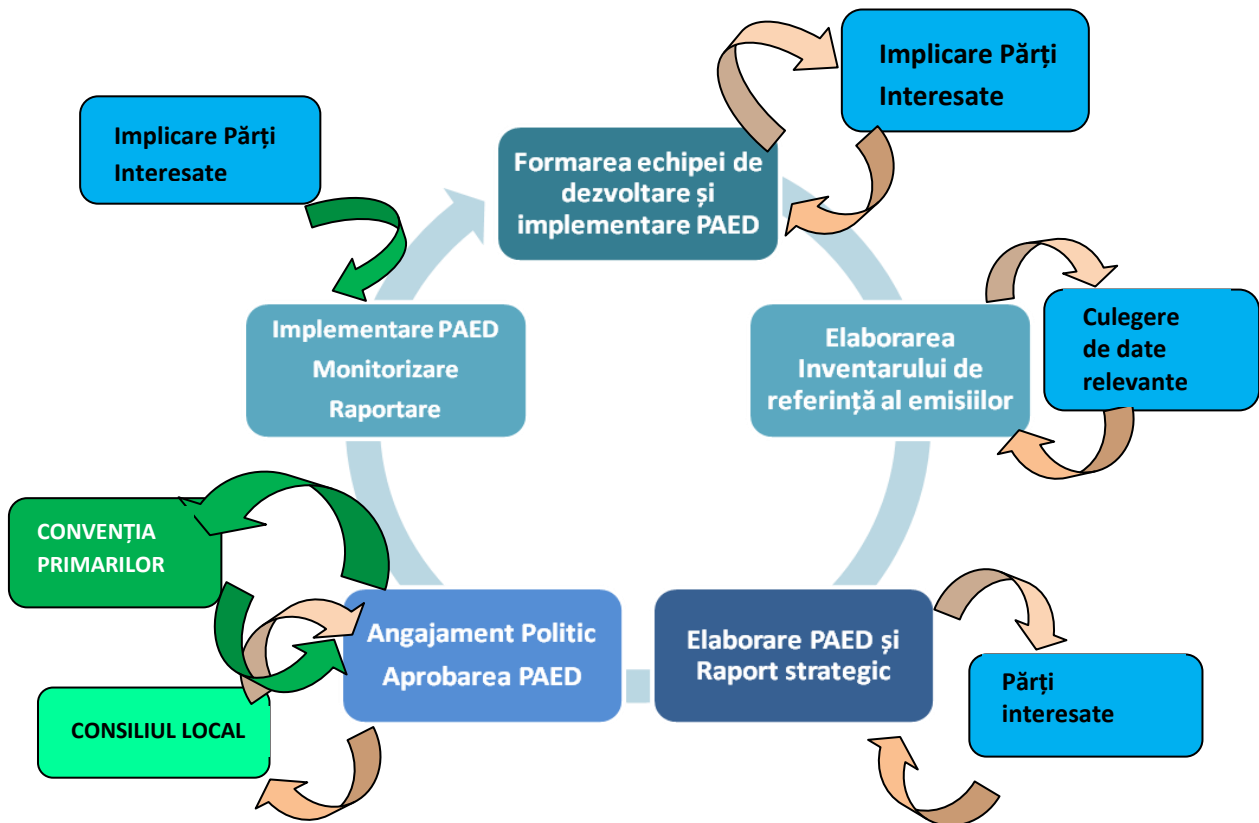 Implicare Părți
Interesate
Implicare Părți
Interesate
Formarea echipei de
dezvoltare și
implementare PAED
Implementare PAED
Monitorizare
Raportare
Elaborarea
Inventarului de
referință al emisiilor
Culegere
de date
relevante
CONVENȚIA
PRIMARILOR
Angajament Politic
Aprobarea PAED
Elaborare PAED și
Raport strategic
Părți
interesate
CONSILIUL LOCAL